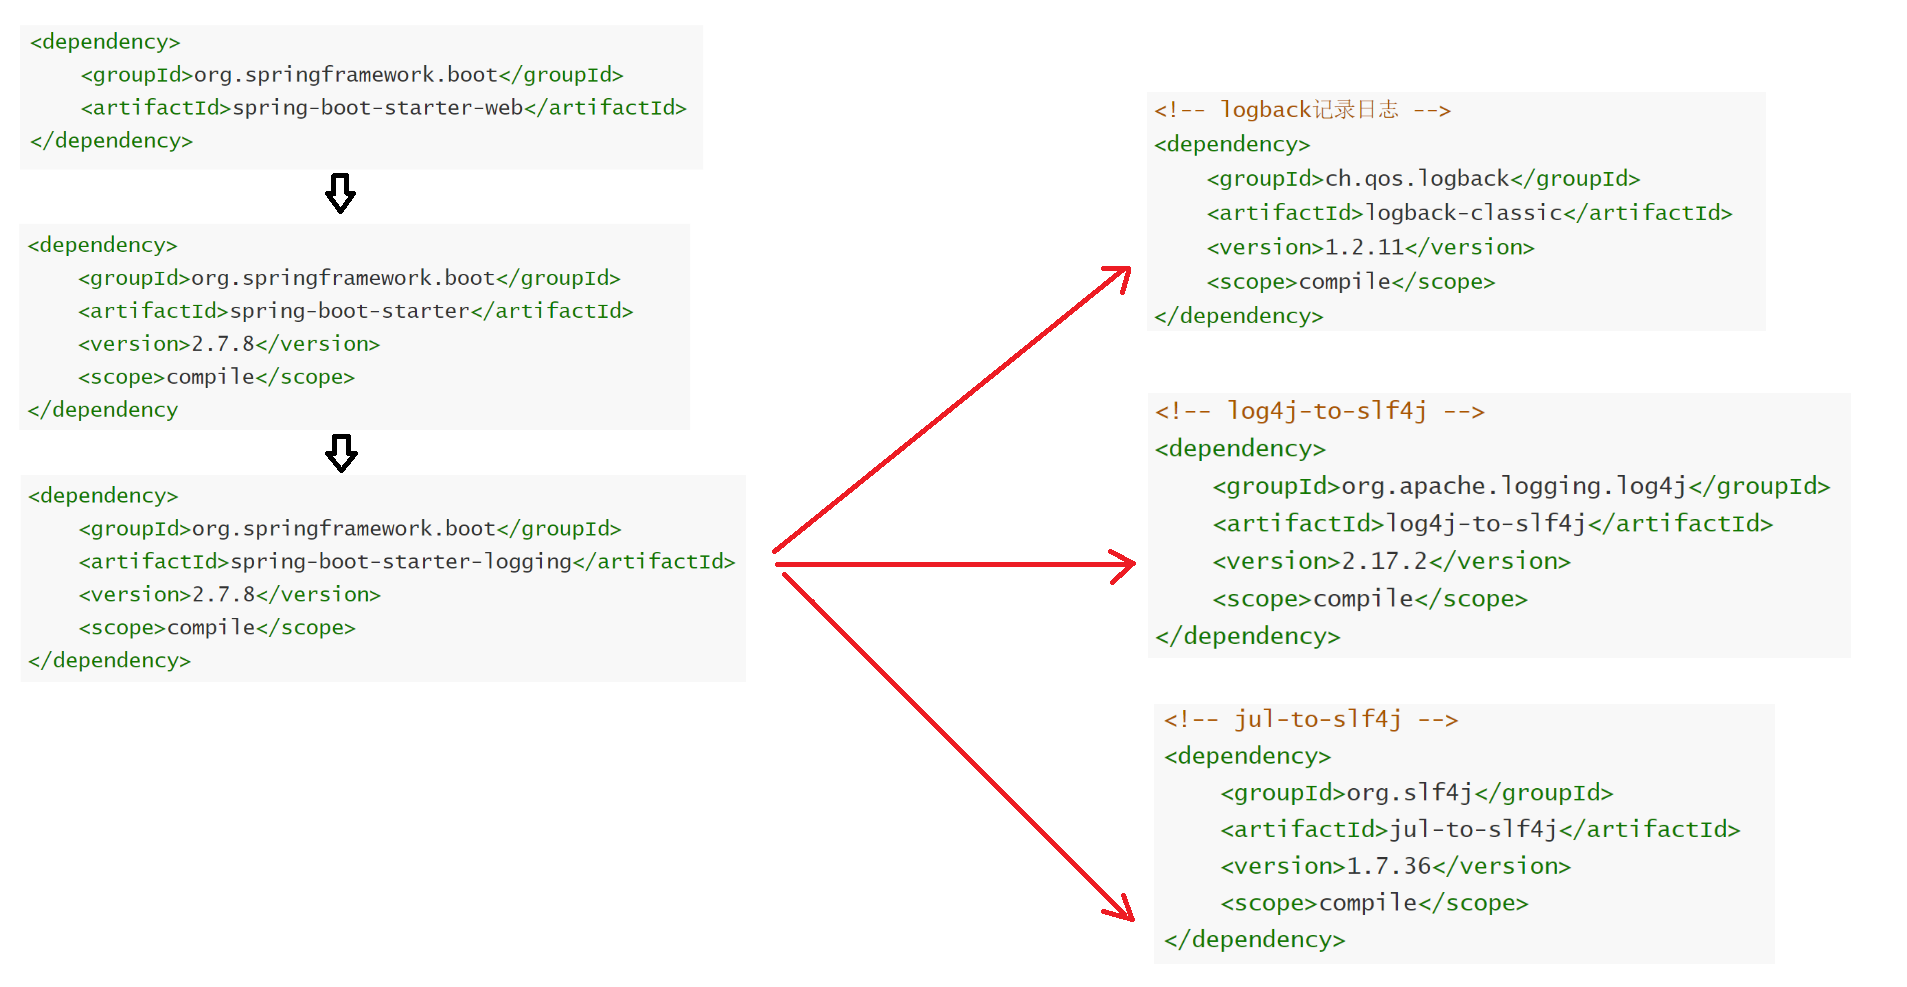 <dependency>
    <groupId>org.springframework.boot</groupId>
    <artifactId>spring-boot-starter-web</artifactId>
</dependency>
<dependency>
    <groupId>org.springframework.boot</groupId>
    <artifactId>spring-boot-starter</artifactId>
    <version>2.7.8</version>
    <scope>compile</scope>
</dependency
<dependency>
    <groupId>org.springframework.boot</groupId>
    <artifactId>spring-boot-starter-logging</artifactId>
    <version>2.7.8</version>
    <scope>compile</scope>
</dependency>
<!-- logback记录日志 -->
<dependency>
    <groupId>ch.qos.logback</groupId>
    <artifactId>logback-classic</artifactId>
    <version>1.2.11</version>
    <scope>compile</scope>
</dependency>
<!-- log4j-to-slf4j -->
<dependency>
    <groupId>org.apache.logging.log4j</groupId>
    <artifactId>log4j-to-slf4j</artifactId>
    <version>2.17.2</version>
    <scope>compile</scope>
</dependency>
<!-- jul-to-slf4j -->
<dependency>
    <groupId>org.slf4j</groupId>
    <artifactId>jul-to-slf4j</artifactId>
    <version>1.7.36</version>
    <scope>compile</scope>
</dependency>